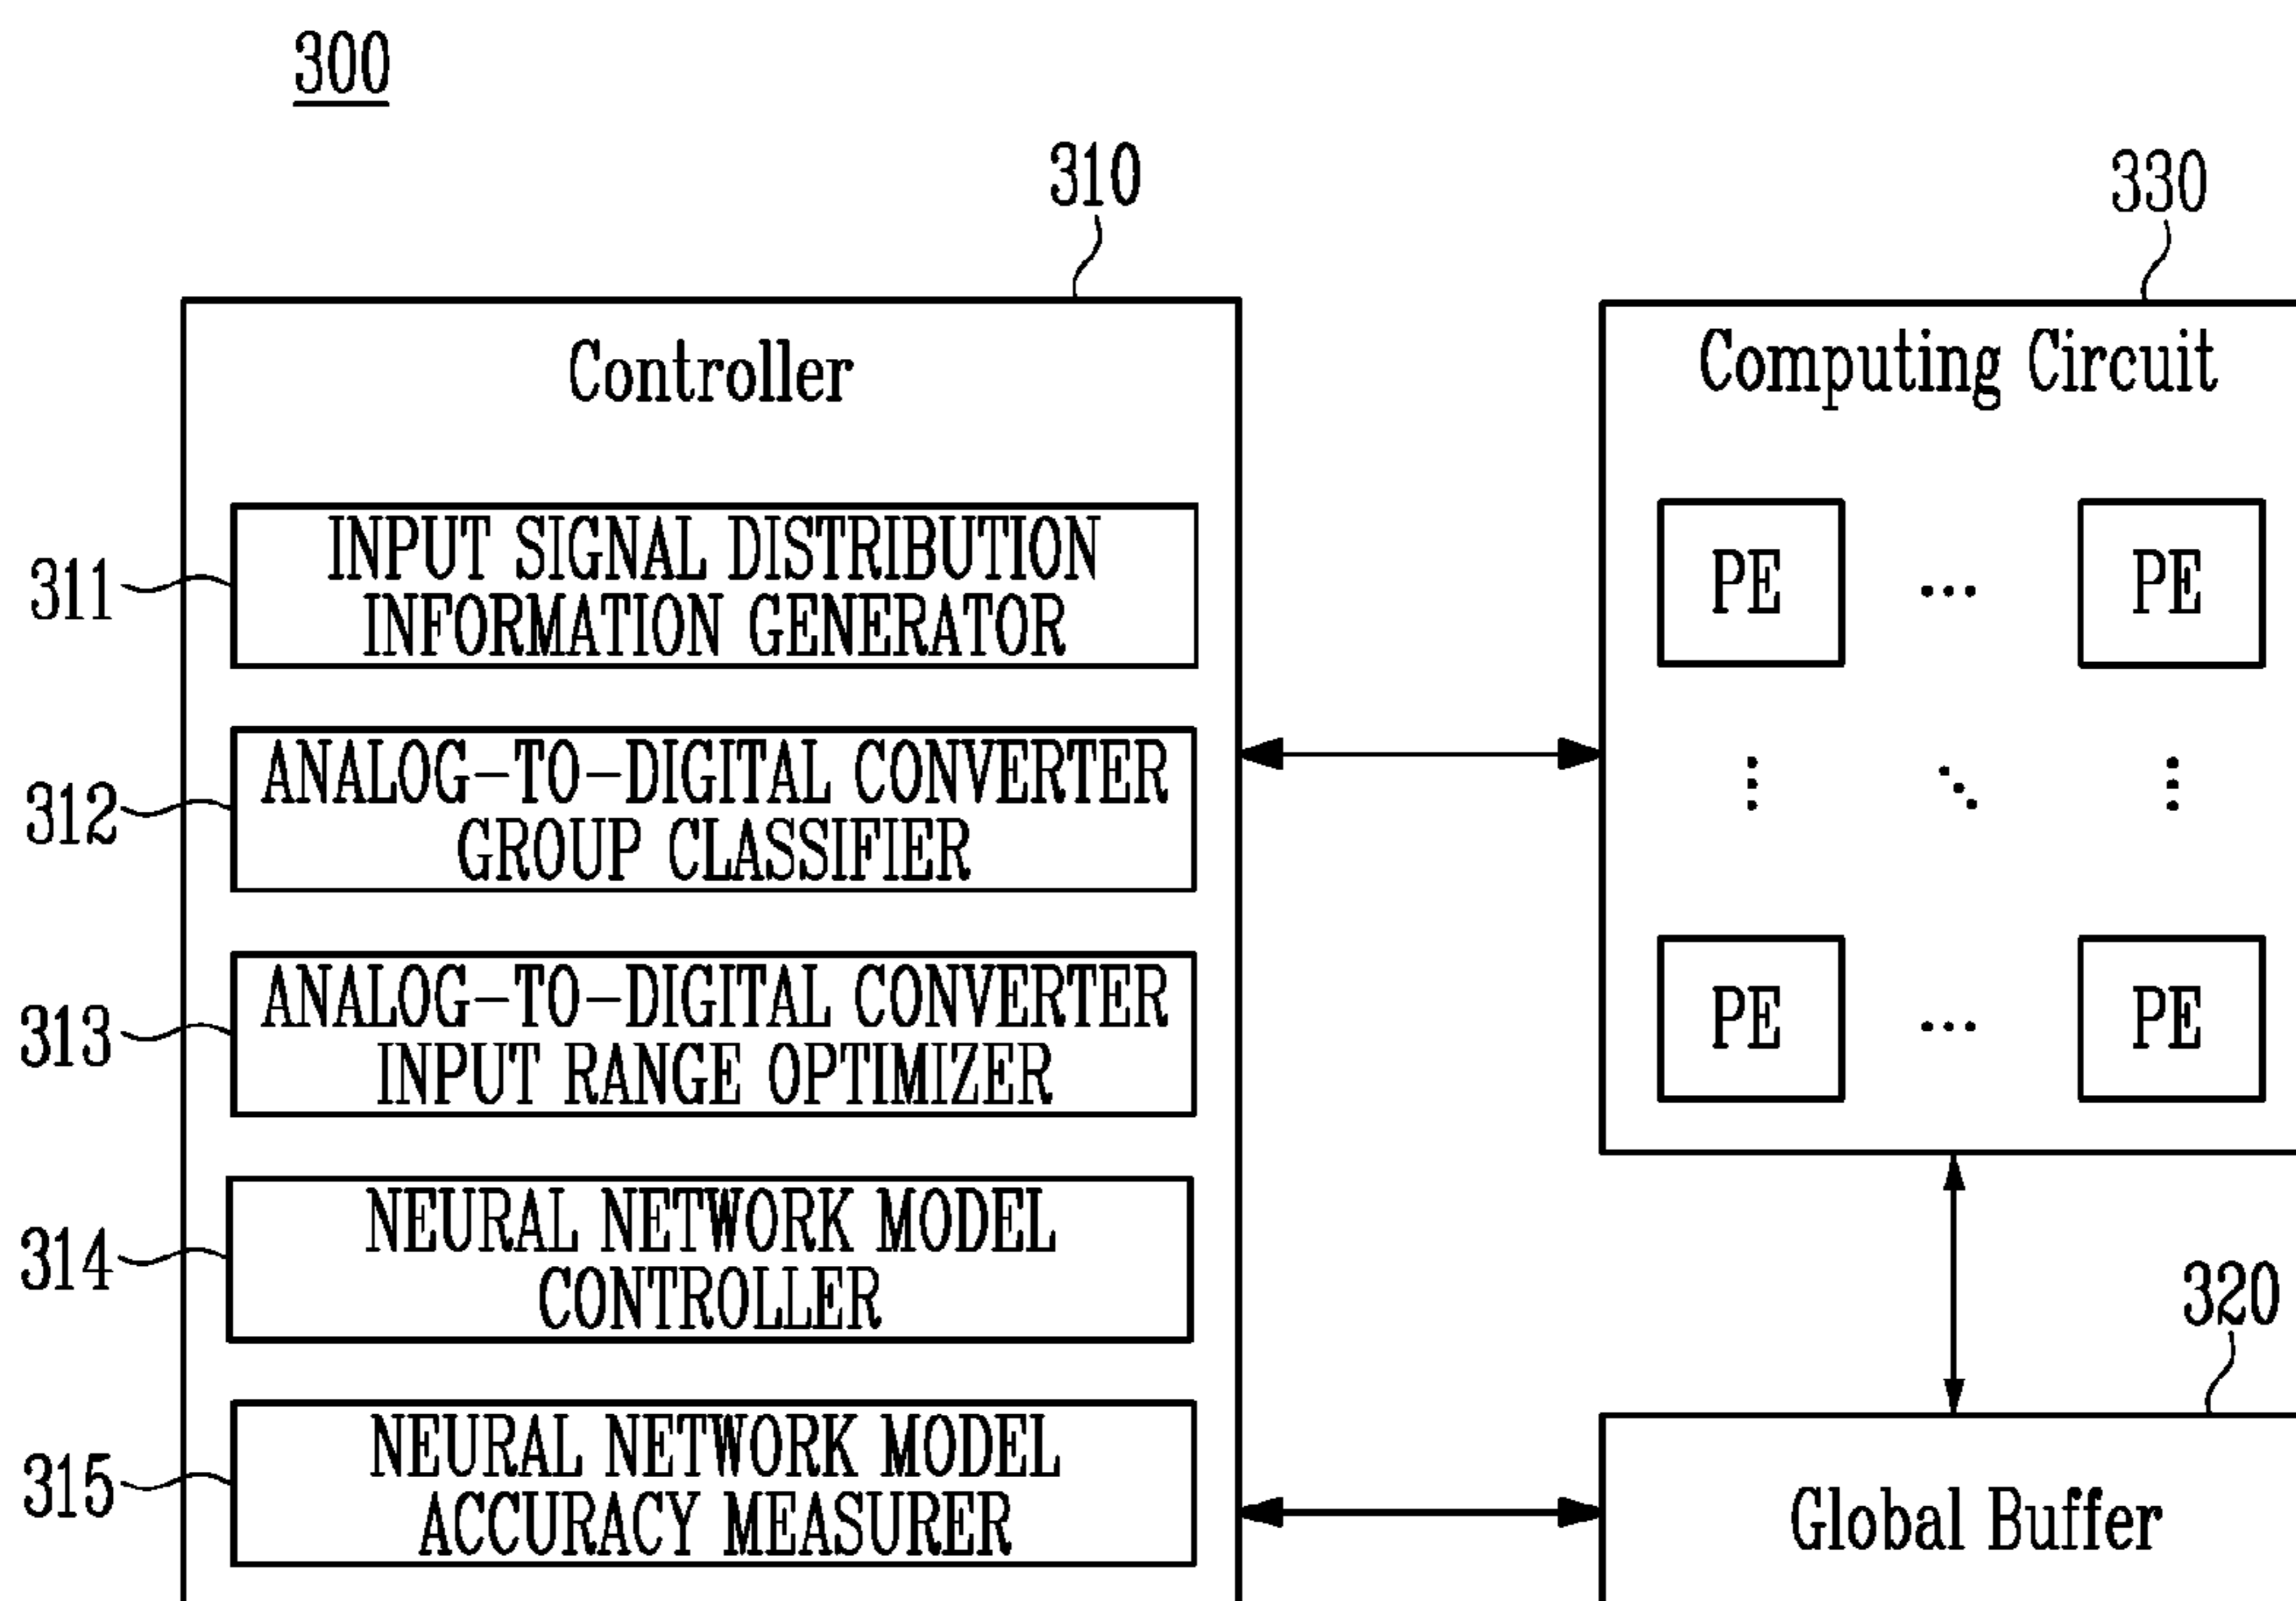 300
310
330
Controller
Computing Circuit
311
INPUT SIGNAL DISTRIBUTION
INFORMATION GENERATOR
PE ... PE
312
ANALOG-TO-DIGITAL CONVERTER
GROUP CLASSIFIER
313
ANALOG-TO-DIGITAL CONVERTER
INPUT RANGE OPTIMIZER
PE ... PE
314
NEURAL NETWORK MODEL
CONTROLLER
320
315
NEURAL NETWORK MODEL
ACCURACY MEASURER
Global Buffer